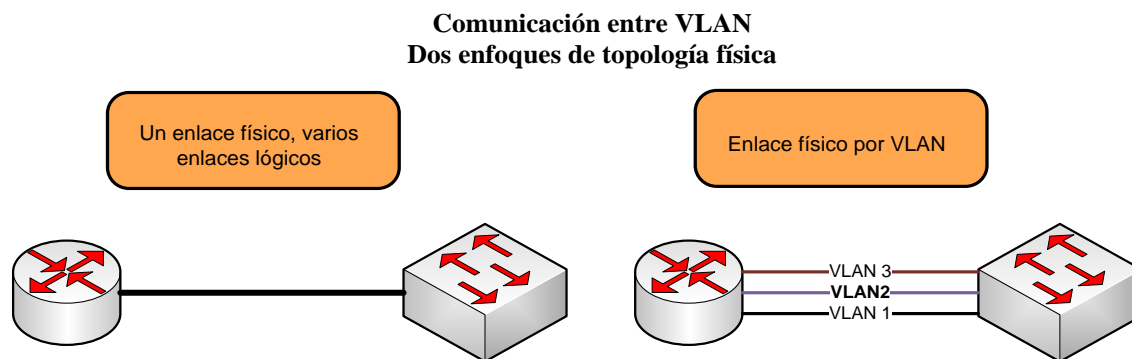 Comunicación entre VLAN
Dos enfoques de topología física
Un enlace físico, varios
enlaces lógicos
Enlace físico por VLAN
VLAN 3
VLAN2
VLAN 1